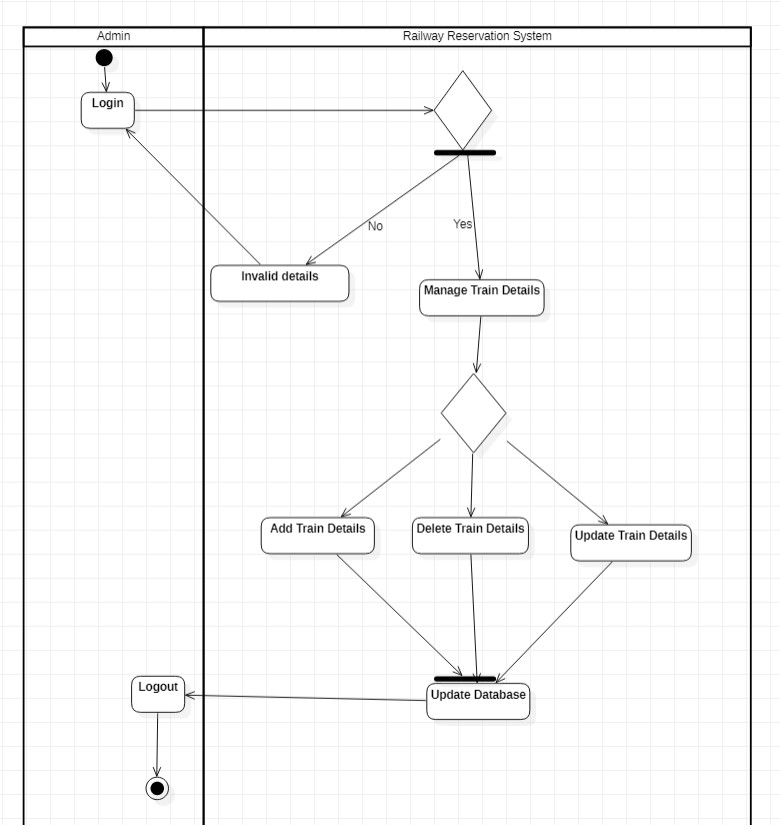 Admin
Railway Reservation System
Login
No
Yes
Invalid details
Manage Train Details
Add Train Details
Delete Train Details
Update Train Details
Logout
Update Database